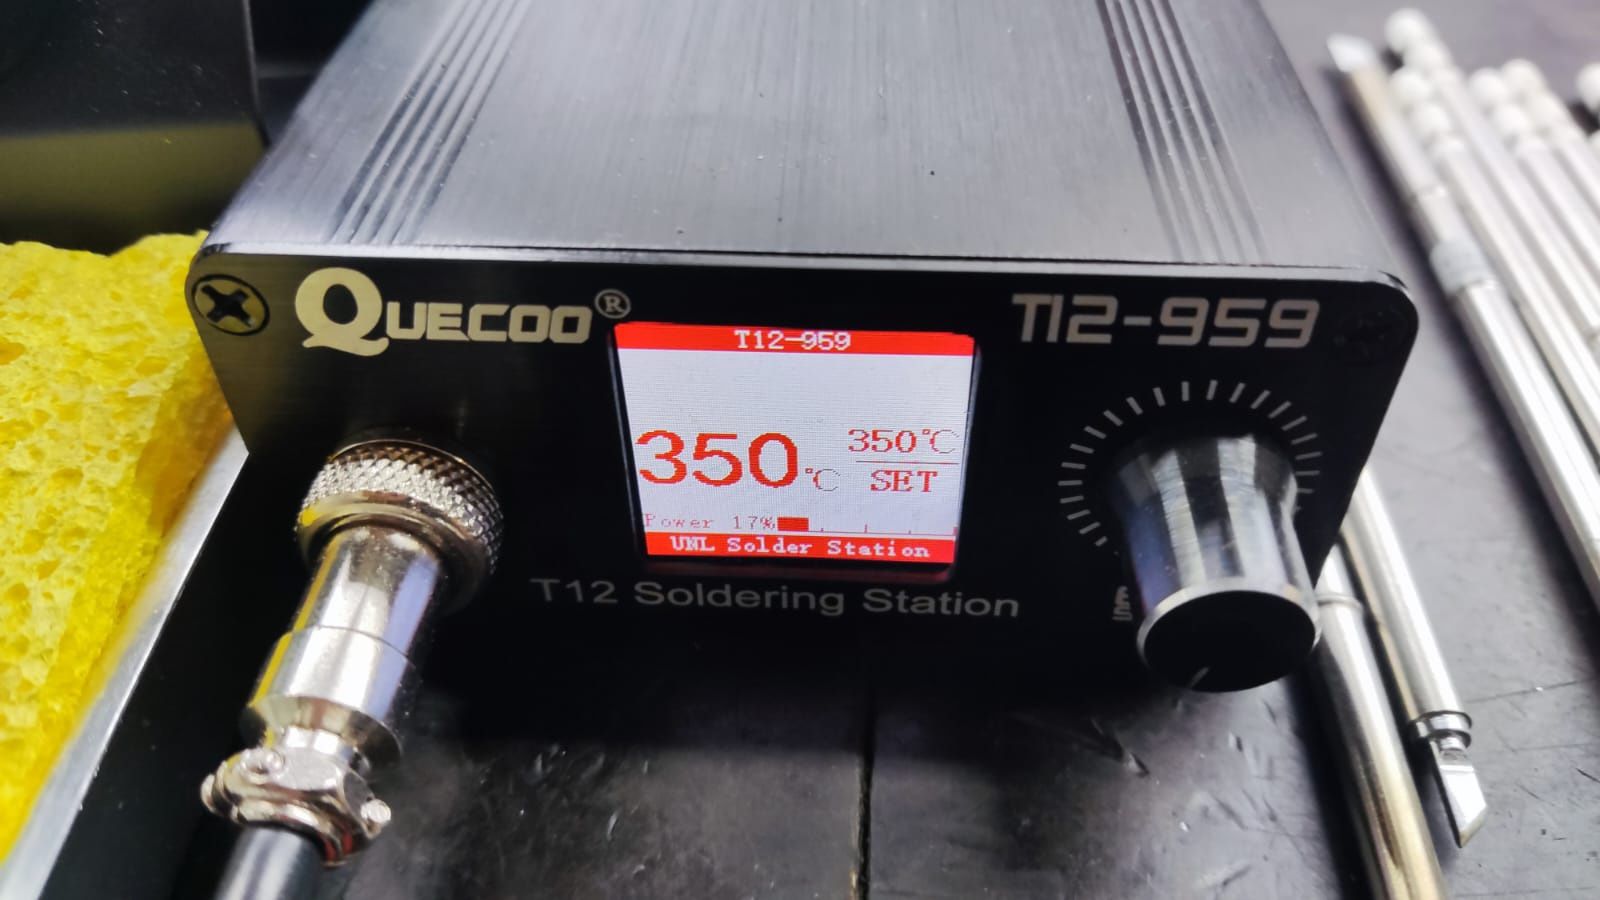 QUECOO®
T12-959
T12-959
350°C
350°C
SET
Power 17%
UNL Solder Station
T12 Soldering Station